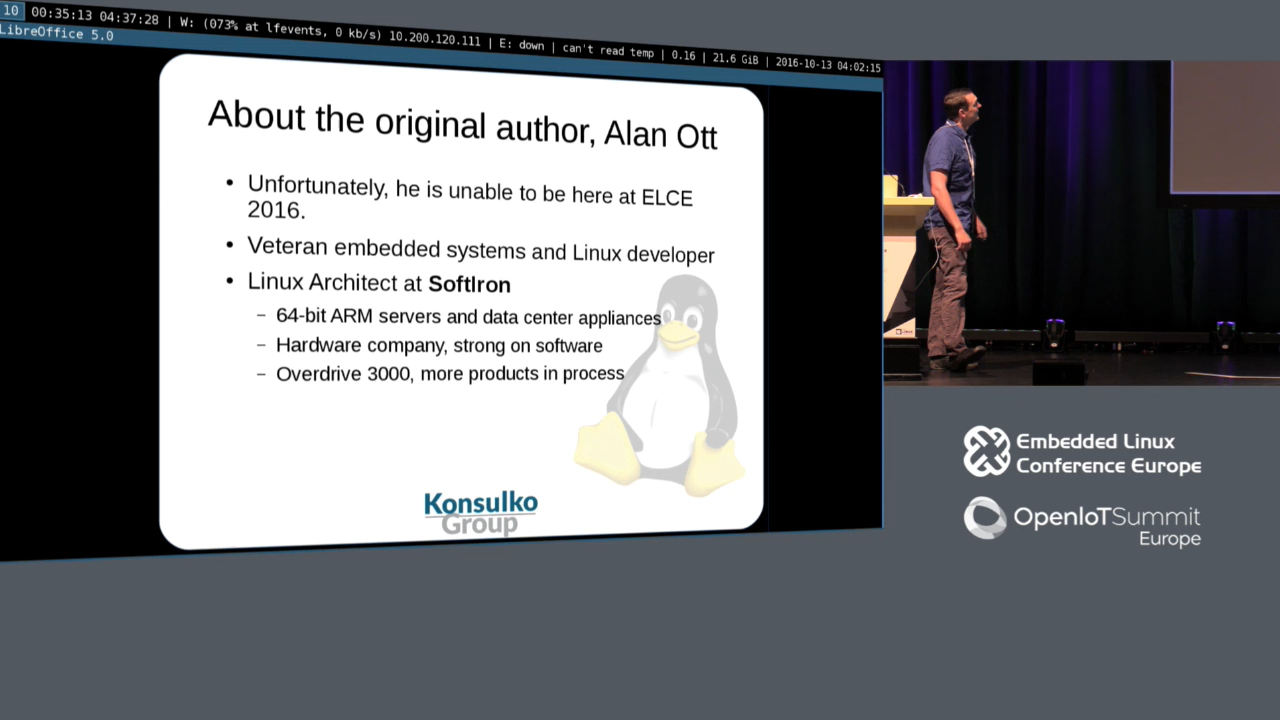 10 00:35:13 04:37:28 | W: (073% at lfevents, 0 kb/s) 10.200.120.111 | E: down | can't read temp | 0.16 | 21.6 GiB | 2016-10-13 04:02:15
LibreOffice 5.0
About the original author, Alan Ott
• Unfortunately, he is unable to be here at ELCE
2016.
• Veteran embedded systems and Linux developer
• Linux Architect at SoftIron
– 64-bit ARM servers and data center appliances
– Hardware company, strong on software
– Overdrive 3000, more products in process
Konsulko
Group
Embedded Linux
Conference Europe
OpenIoTSummit
Europe